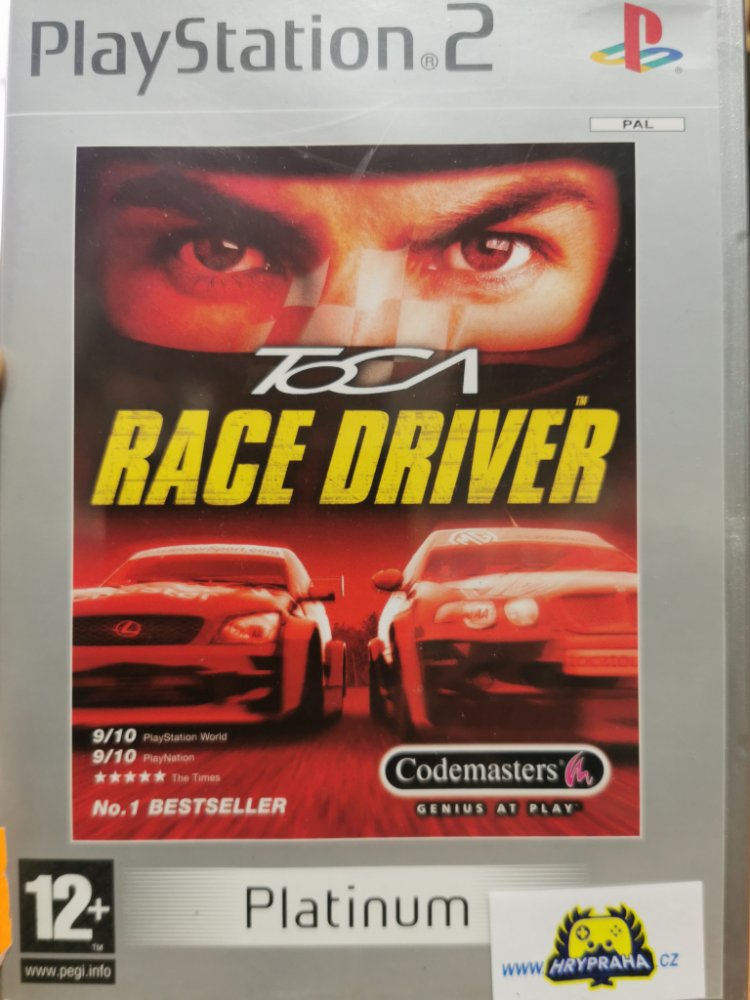 PlayStation®2
PAL
TOCA
RACE DRIVER™
9/10 PlayStation World
9/10 PlayNation
★★★★★ The Times
No.1 BESTSELLER
Codemasters®
GENIUS AT PLAY™
12+™
www.pegi.info
Platinum
www.HRYPRAHA.CZ